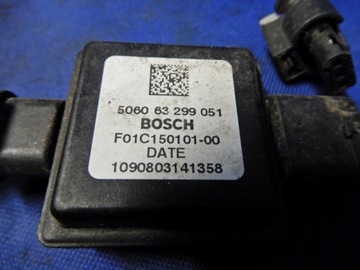 5060 63 299 051
BOSCH
F01C150101-00
DATE
1090803141358